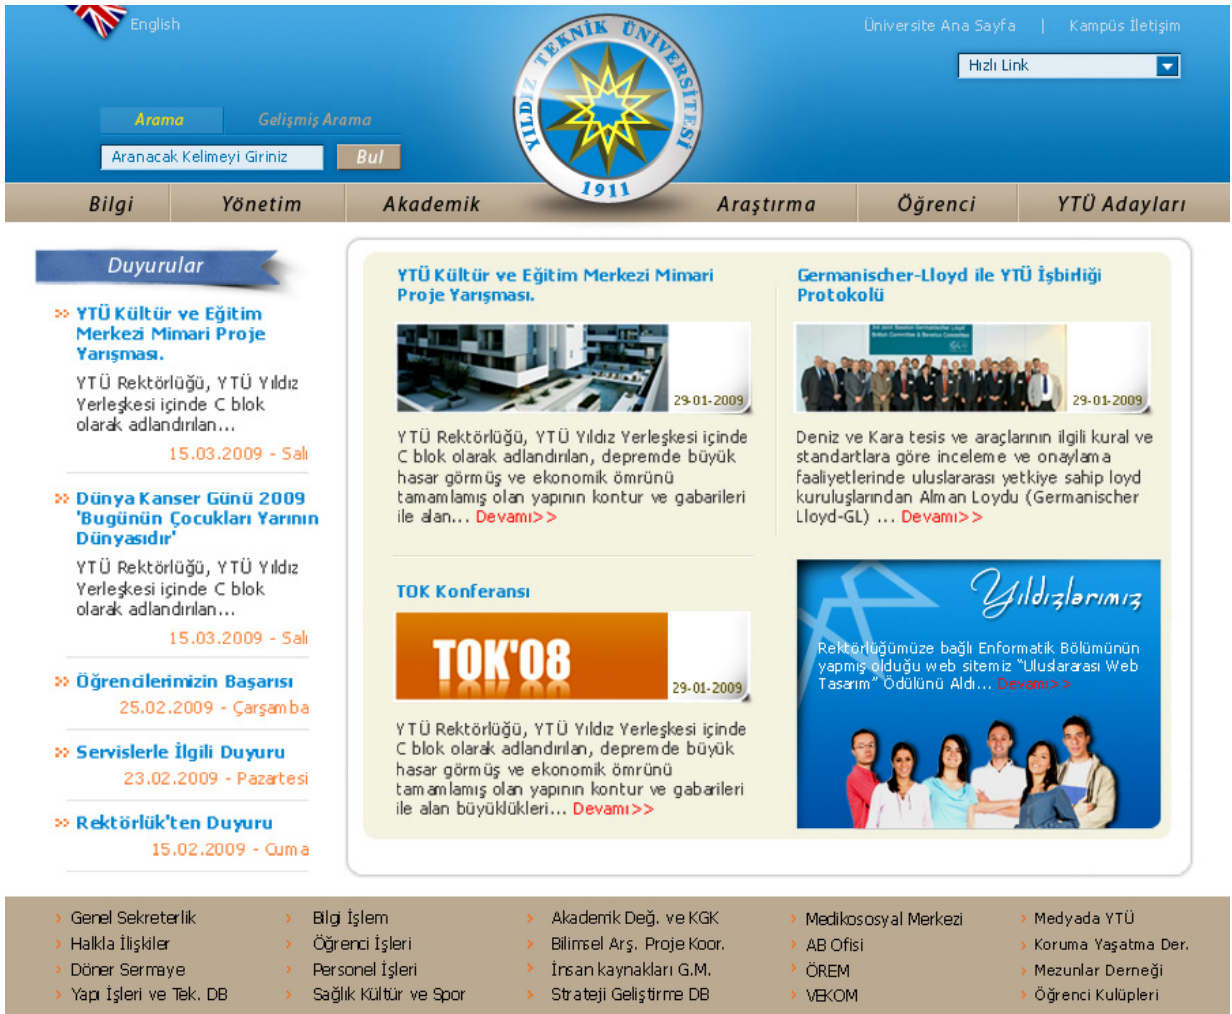 English
YILDIZ TEKNİK ÜNİVERSİTESİ
1911
Üniversite Ana Sayfa | Kampüs İletişim
Hızlı Link
Arama
Gelişmiş Arama
Aranacak Kelimeyi Giriniz
Bul
Bilgi
Yönetim
Akademik
Araştırma
Öğrenci
YTÜ Adayları
Duyurular
YTÜ Kültür ve Eğitim
Merkezi Mimari Proje
Yarışması.
YTÜ Rektörlüğü, YTÜ Yıldız
Yerleşkesi içinde C blok
olarak adlandırılan...
15.03.2009 - Salı
Dünya Kanser Günü 2009
'Bugünün Çocukları Yarının
Dünyasıdır'
YTÜ Rektörlüğü, YTÜ Yıldız
Yerleşkesi içinde C blok
olarak adlandırılan...
15.03.2009 - Salı
Öğrencilerimizin Başarısı
25.02.2009 - Çarşamba
Servislerle İlgili Duyuru
23.02.2009 - Pazartesi
Rektörlük'ten Duyuru
15.02.2009 - Cuma
YTÜ Kültür ve Eğitim Merkezi Mimari
Proje Yarışması.
29-01-2009
YTÜ Rektörlüğü, YTÜ Yıldız Yerleşkesi içinde
C blok olarak adlandırılan, depremde büyük
hasar görmüş ve ekonomik ömrünü
tamamlamış olan yapının kontur ve gabarileri
ile alan... Devamı>>
Germanischer-Lloyd ile YTÜ İşbirliği
Protokolü
3rd Joint Session Germanischer Lloyd
British Committee & Benelux Committee
GL
29-01-2009
Deniz ve Kara tesis ve araçlarının ilgili kural ve
standartlara göre inceleme ve onaylama
faaliyetlerinde uluslararası yetkiye sahip loyd
kuruluşlarından Alman Loydu (Germanischer
Lloyd-GL) ... Devamı>>
TOK Konferansı
TOK'08
29-01-2009
YTÜ Rektörlüğü, YTÜ Yıldız Yerleşkesi içinde
C blok olarak adlandırılan, depremde büyük
hasar görmüş ve ekonomik ömrünü
tamamlamış olan yapının kontur ve gabarileri
ile alan büyüklükleri... Devamı>>
Yıldızlarımız
Rektörlüğümüze bağlı Enformatik Bölümünün
yapmış olduğu web sitemiz "Uluslararası Web
Tasarım" Ödülünü Aldı... Devamı>>
Genel Sekreterlik
Halkla İlişkiler
Döner Sermaye
Yapı İşleri ve Tek. DB
Bilgi İşlem
Öğrenci İşleri
Personel İşleri
Sağlık Kültür ve Spor
Akademik Değ. ve KGK
Bilimsel Arş. Proje Koor.
İnsan kaynakları G.M.
Strateji Geliştirme DB
Medikososyal Merkezi
AB Ofisi
ÖREM
VEKOM
Medyada YTÜ
Koruma Yaşatma Der.
Mezunlar Derneği
Öğrenci Kulüpleri